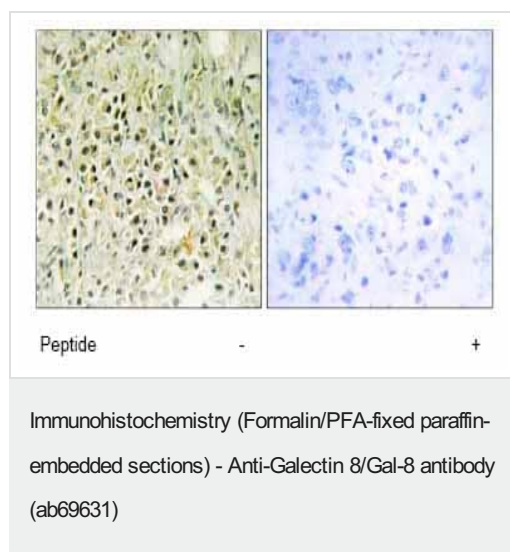 Peptide - +
Immunohistochemistry (Formalin/PFA-fixed paraffin-
embedded sections) - Anti-Galectin 8/Gal-8 antibody
(ab69631)